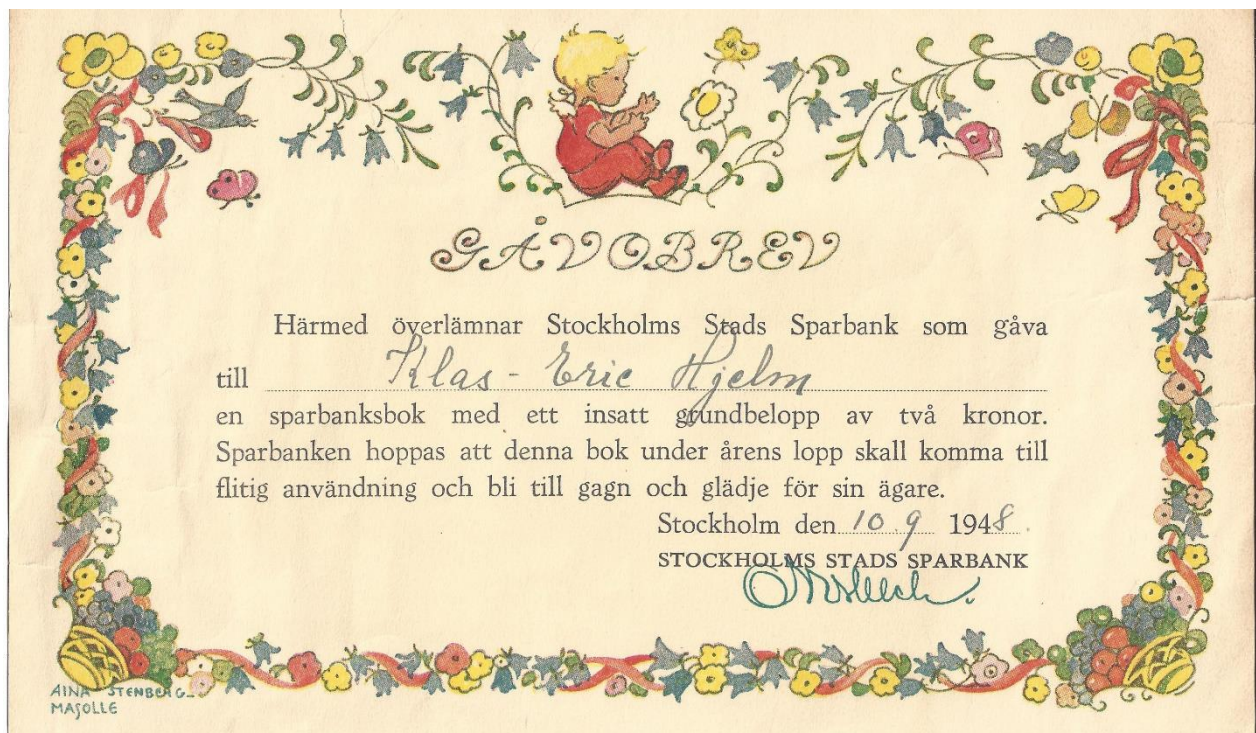 GÅVOBREV
Härmed överlämnar Stockholms Stads Sparbank som gåva
till Klas-Eric Hjelm
en sparbanksbok med ett insatt grundbelopp av två kronor.
Sparbanken hoppas att denna bok under årens lopp skall komma till
flitig användning och bli till gagn och glädje för sin ägare.
Stockholm den 10.9 1948.
STOCKHOLMS STADS SPARBANK
AINA STENBERG-
MASOLLE